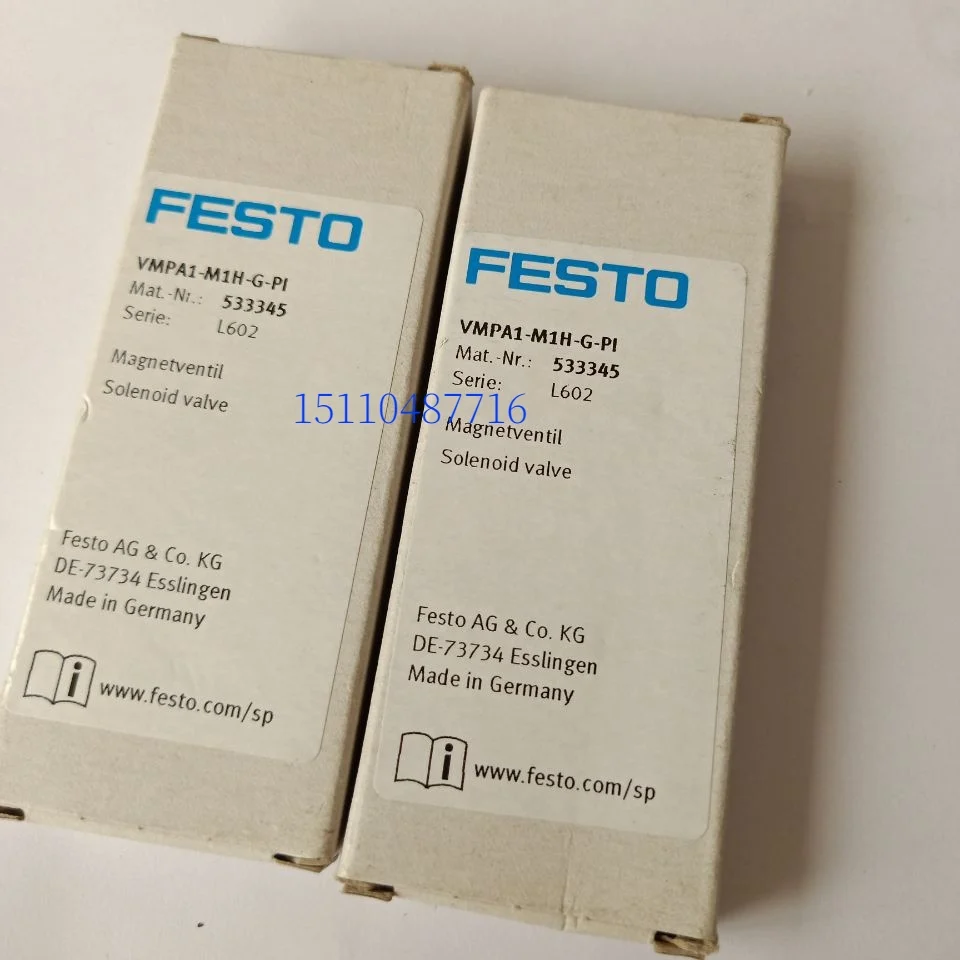 FESTO
VMPA1-M1H-G-PI
Mat.-Nr.: 533345
Serie: L602
Magnetventil
Solenoid valve
Festo AG & Co. KG
DE-73734 Esslingen
Made in Germany
i www.festo.com/sp
FESTO
VMPA1-M1H-G-PI
Mat.-Nr.: 533345
Serie: L602
Magnetventil
Solenoid valve
Festo AG & Co. KG
DE-73734 Esslingen
Made in Germany
i www.festo.com/sp
15110487716